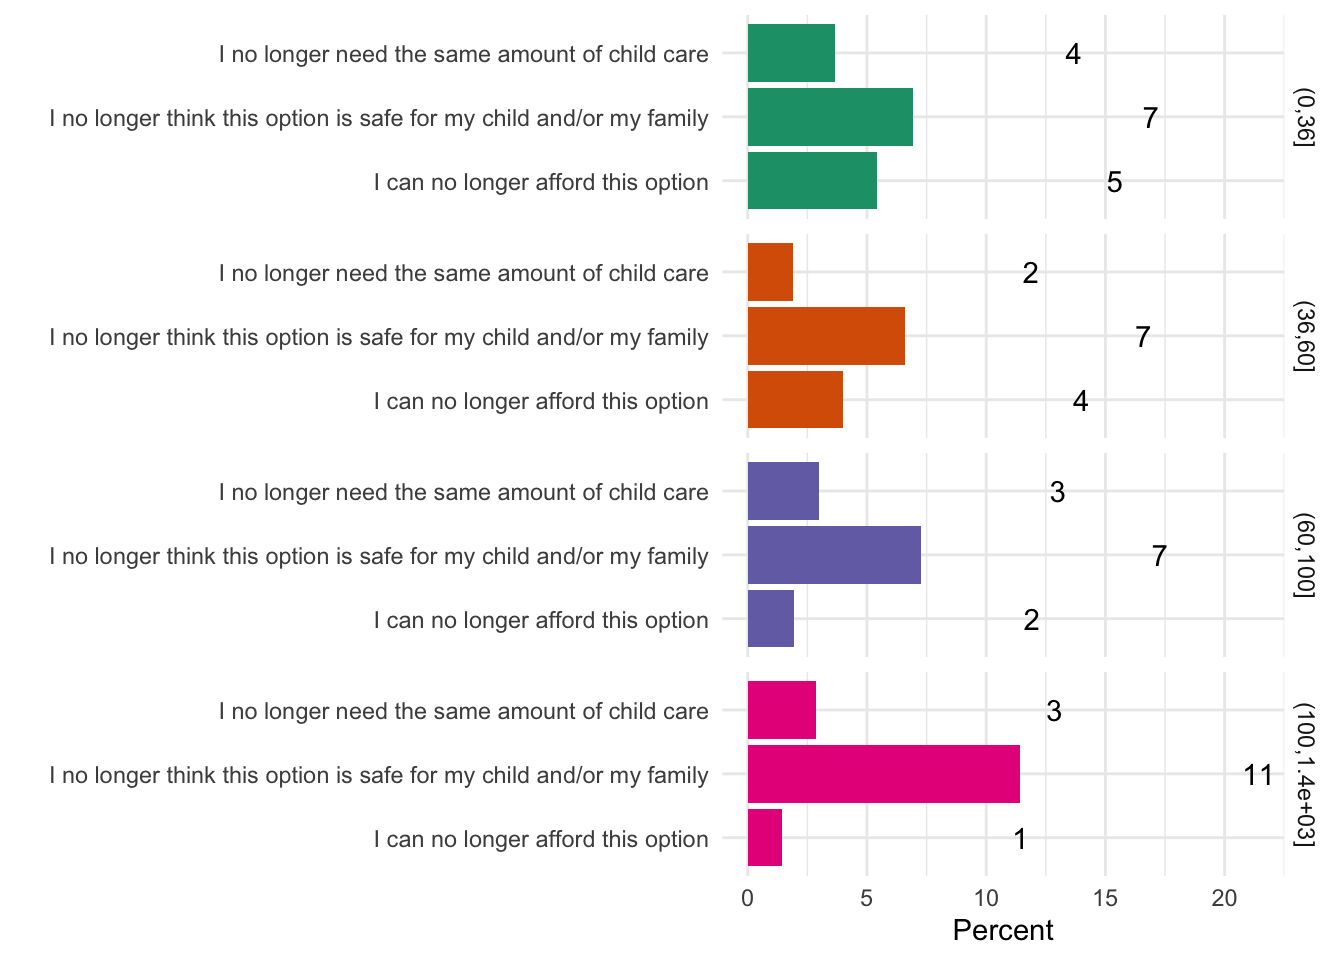 I no longer need the same amount of child care 4
I no longer think this option is safe for my child and/or my family 7
I can no longer afford this option 5
(0,36]
I no longer need the same amount of child care 2
I no longer think this option is safe for my child and/or my family 7
I can no longer afford this option 4
(36,60]
I no longer need the same amount of child care 3
I no longer think this option is safe for my child and/or my family 7
I can no longer afford this option 2
(60,100]
I no longer need the same amount of child care 3
I no longer think this option is safe for my child and/or my family 11
I can no longer afford this option 1
(100,1.4e+03]
0 5 10 15 20
Percent